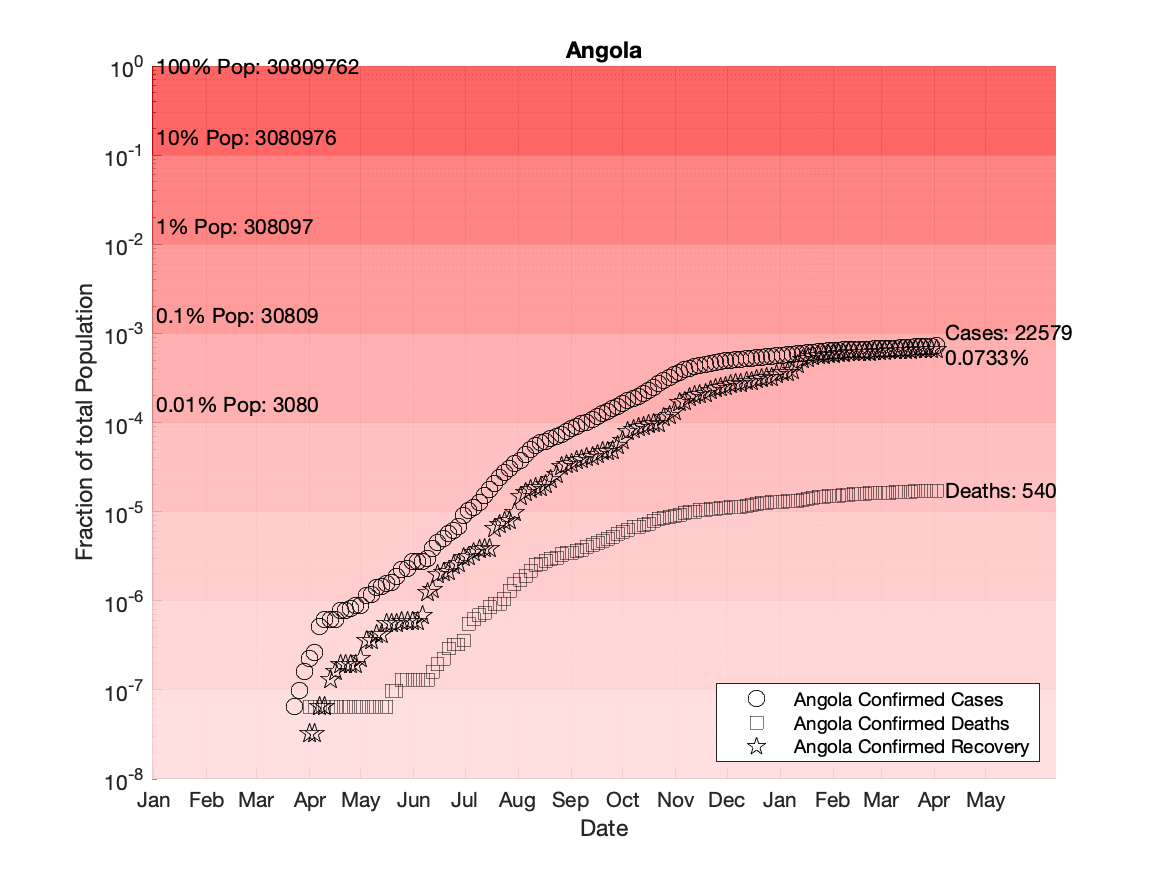 Angola
10^0
100% Pop: 30809762
10% Pop: 3080976
10^-1
1% Pop: 308097
10^-2
0.1% Pop: 30809
10^-3
Cases: 22579
0.0733%
0.01% Pop: 3080
10^-4
Deaths: 540
10^-5
10^-6
10^-7
10^-8
Fraction of total Population
Angola Confirmed Cases
Angola Confirmed Deaths
Angola Confirmed Recovery
Jan Feb Mar Apr May Jun Jul Aug Sep Oct Nov Dec Jan Feb Mar Apr May
Date